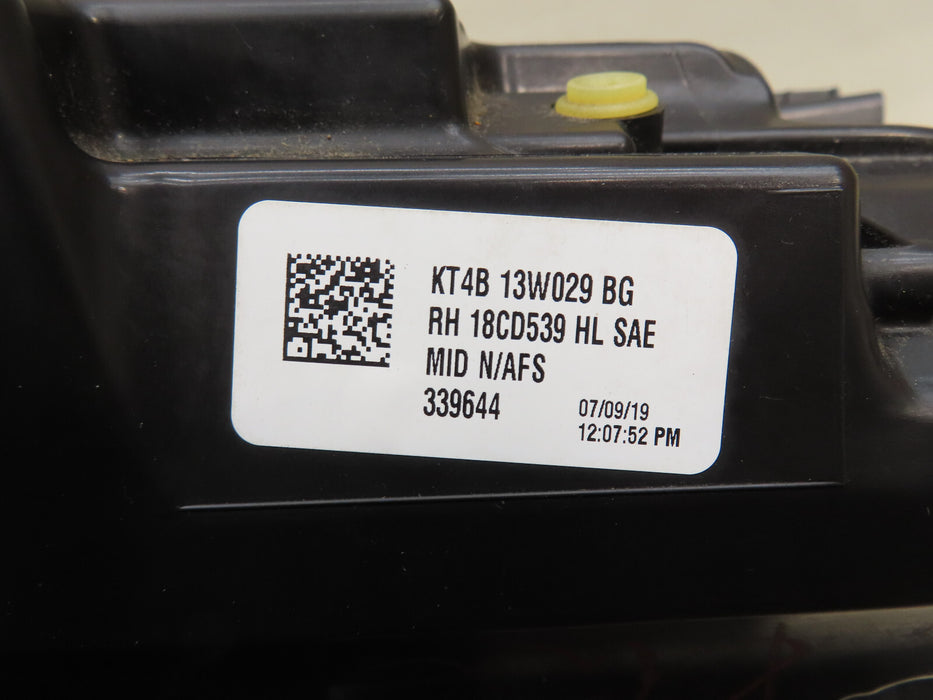 KT4B 13W029 BG
RH 18CD539 HL SAE
MID N/AFS
339644
07/09/19
12:07:52 PM